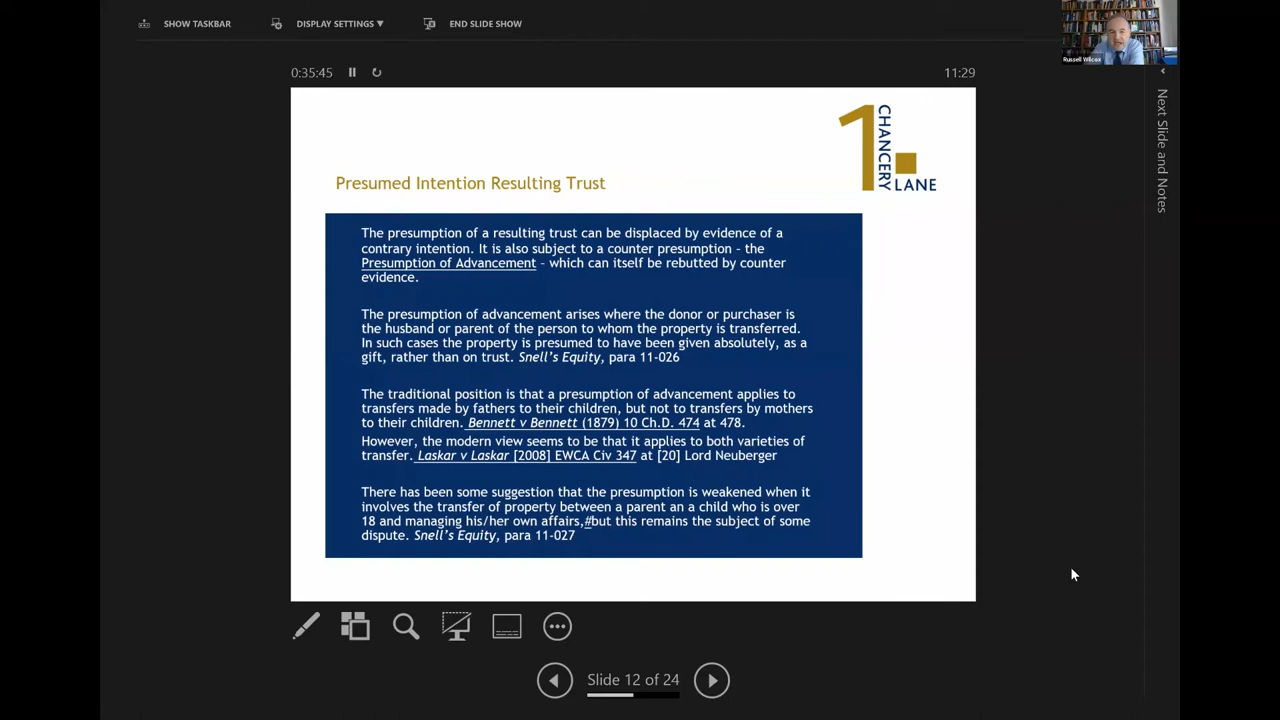 SHOW TASKBAR
DISPLAY SETTINGS ▼
END SLIDE SHOW
Russell Wilcox
0:35:45
11:29
Next Slide and Notes
1 CHANCERY LANE
Presumed Intention Resulting Trust
The presumption of a resulting trust can be displaced by evidence of a
contrary intention. It is also subject to a counter presumption – the
Presumption of Advancement – which can itself be rebutted by counter
evidence.
The presumption of advancement arises where the donor or purchaser is
the husband or parent of the person to whom the property is transferred.
In such cases the property is presumed to have been given absolutely, as a
gift, rather than on trust. Snell's Equity, para 11-026
The traditional position is that a presumption of advancement applies to
transfers made by fathers to their children, but not to transfers by mothers
to their children. Bennett v Bennett (1879) 10 Ch.D. 474 at 478.
However, the modern view seems to be that it applies to both varieties of
transfer. Laskar v Laskar [2008] EWCA Civ 347 at [20] Lord Neuberger
There has been some suggestion that the presumption is weakened when it
involves the transfer of property between a parent an a child who is over
18 and managing his/her own affairs,#but this remains the subject of some
dispute. Snell's Equity, para 11-027
Slide 12 of 24